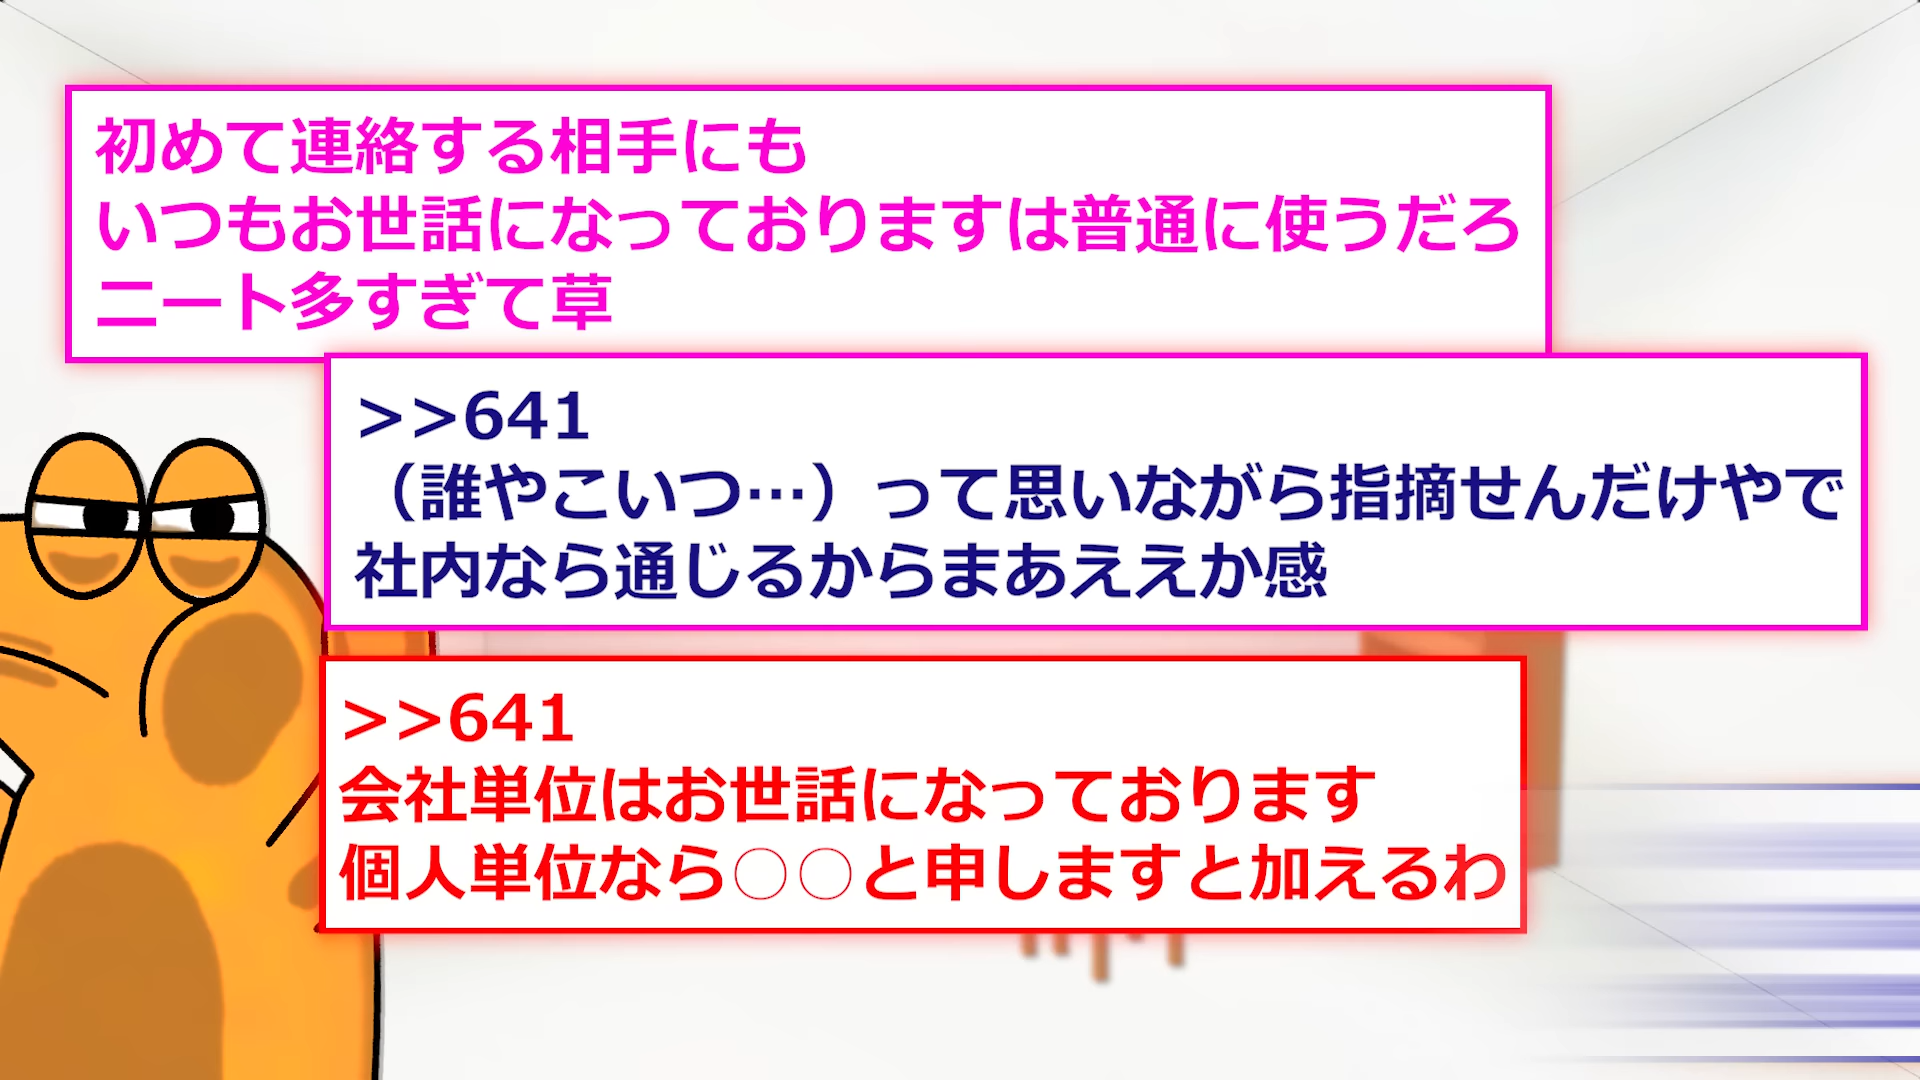 初めて連絡する相手にも
いつもお世話になっておりますは普通に使うだろ
ニート多すぎて草
>>641
（誰やこいつ…）って思いながら指摘せんだけやで
社内なら通じるからまあええか感
>>641
会社単位はお世話になっております
個人単位なら○○と申しますと加えるわ